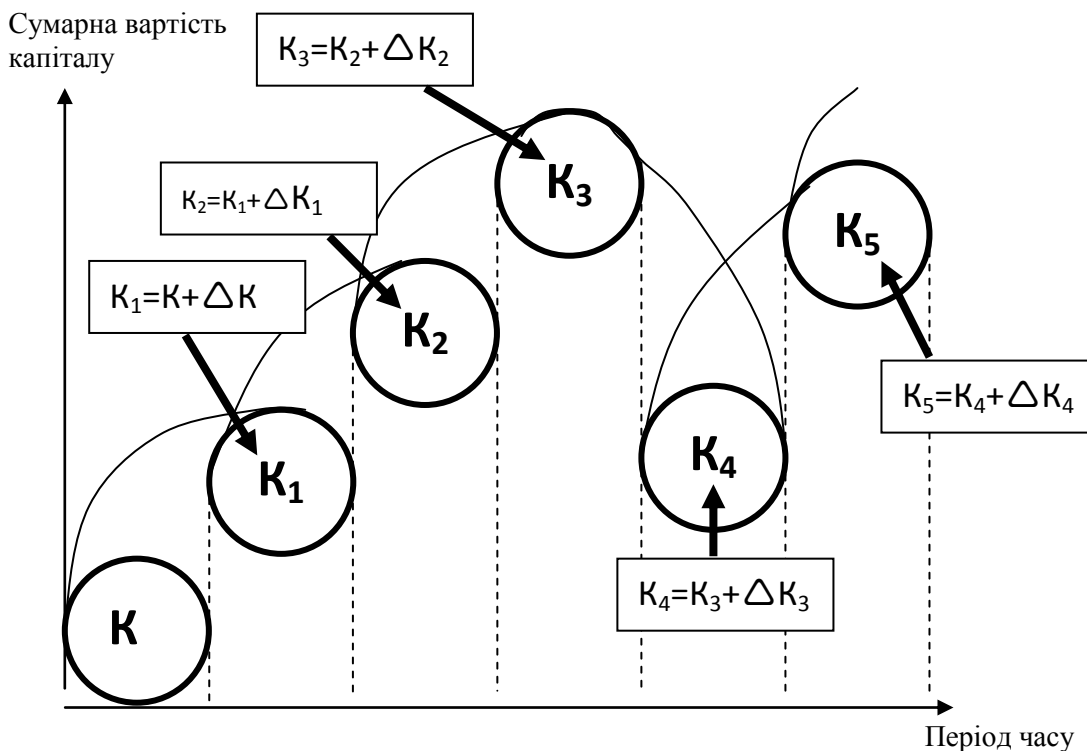 Сумарна вартість
капіталу
K₃=K₂+△K₂
K₂=K₁+△K₁
K₁=K+△K
K₃
K₅
K₂
K₅=K₄+△K₄
K₄
K₁
K₄=K₃+△K₃
K
Період часу